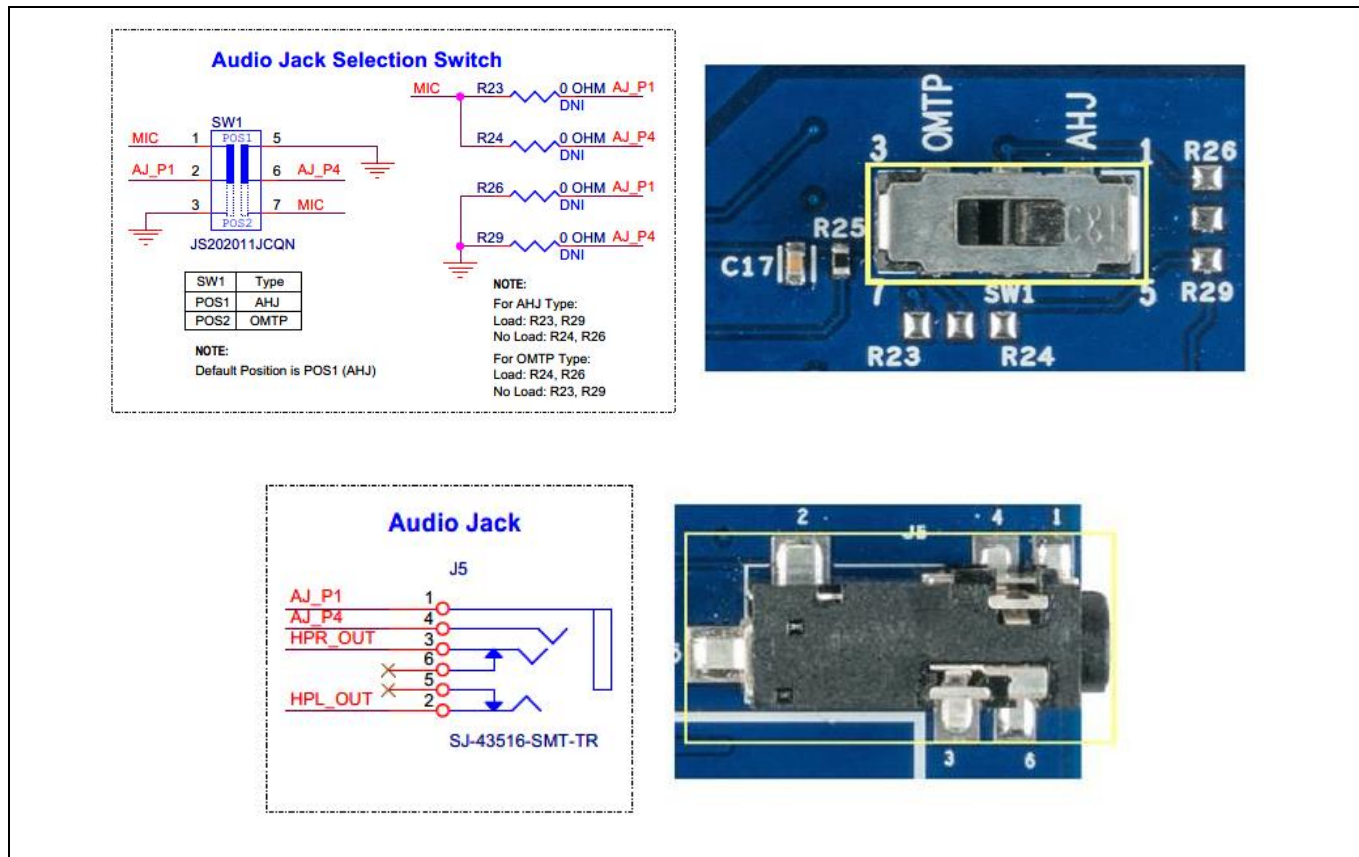 Audio Jack Selection Switch
SW1
MIC 1 POS1 5
AJ_P1 2 6 AJ_P4
3 POS2 7 MIC
JS202011JCQN
SW1 Type
POS1 AHJ
POS2 OMTP
NOTE:
Default Position is POS1 (AHJ)
MIC R23 0 OHM AJ_P1
DNI
R24 0 OHM AJ_P4
DNI
R26 0 OHM AJ_P1
DNI
R29 0 OHM AJ_P4
DNI
NOTE:
For AHJ Type:
Load: R23, R29
No Load: R24, R26
For OMTP Type:
Load: R24, R26
No Load: R23, R29
OMTP AHJ
3 1 R26
R25
C17
7 SW1 5 R29
R23 R24
Audio Jack
J5
AJ_P1 1
AJ_P4 4
HPR_OUT 3
6
5
HPL_OUT 2
SJ-43516-SMT-TR
2 J5 4 1
3 6